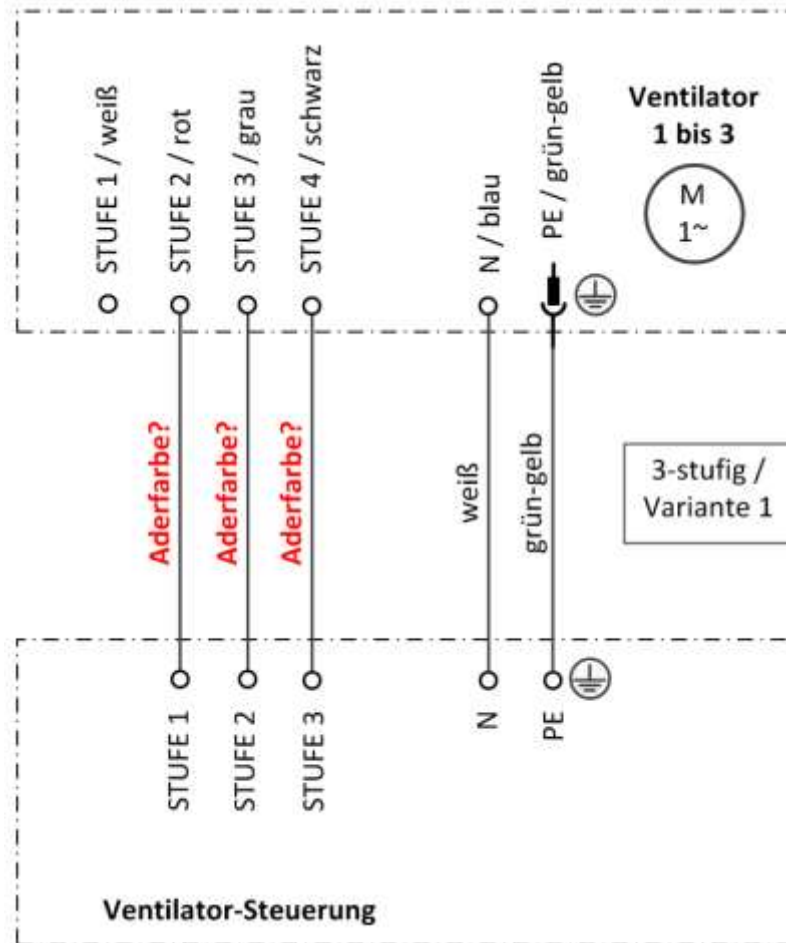 STUFE 1 / weiß
STUFE 2 / rot
STUFE 3 / grau
STUFE 4 / schwarz
N / blau
PE / grün-gelb
Ventilator
1 bis 3
M
1~
Aderfarbe?
Aderfarbe?
Aderfarbe?
weiß
grün-gelb
3-stufig /
Variante 1
STUFE 1
STUFE 2
STUFE 3
N
PE
Ventilator-Steuerung